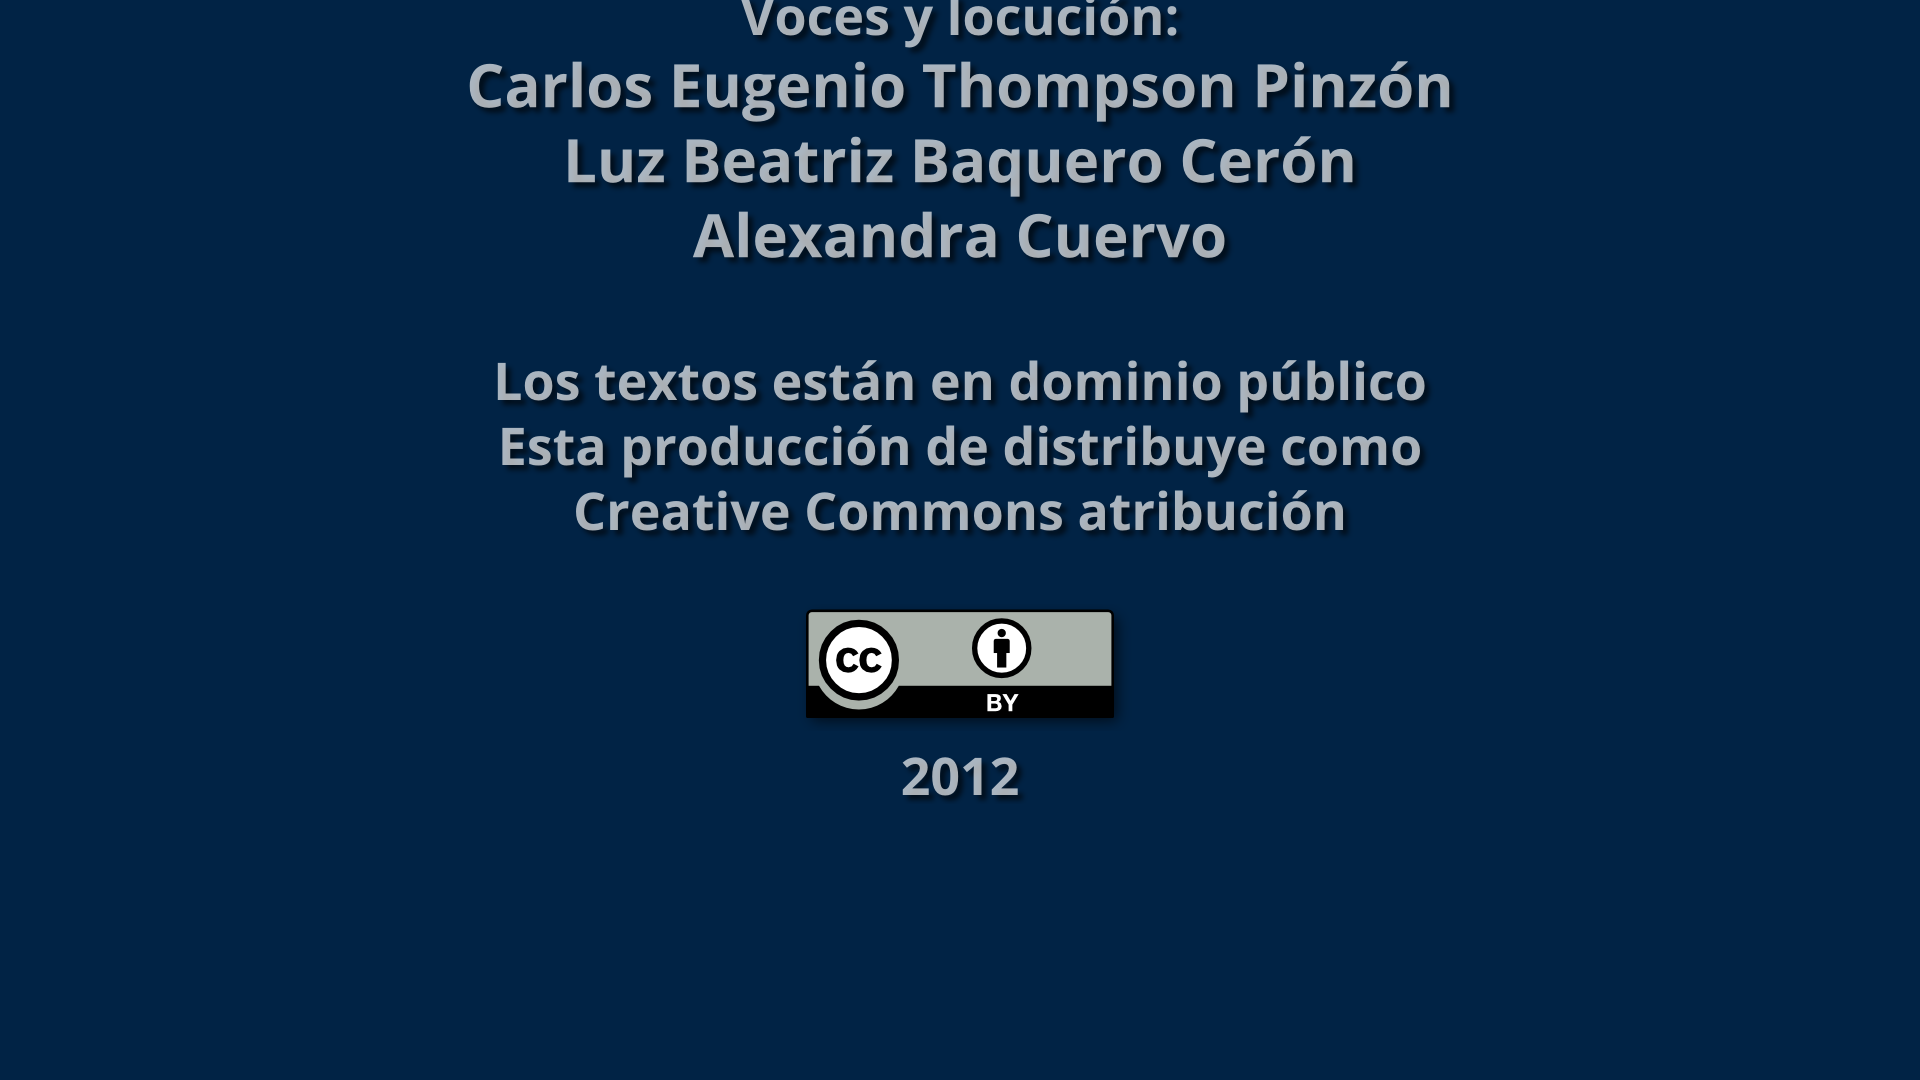 Voces y locución:
Carlos Eugenio Thompson Pinzón
Luz Beatriz Baquero Cerón
Alexandra Cuervo
Los textos están en dominio público
Esta producción de distribuye como
Creative Commons atribución
CC
BY
2012